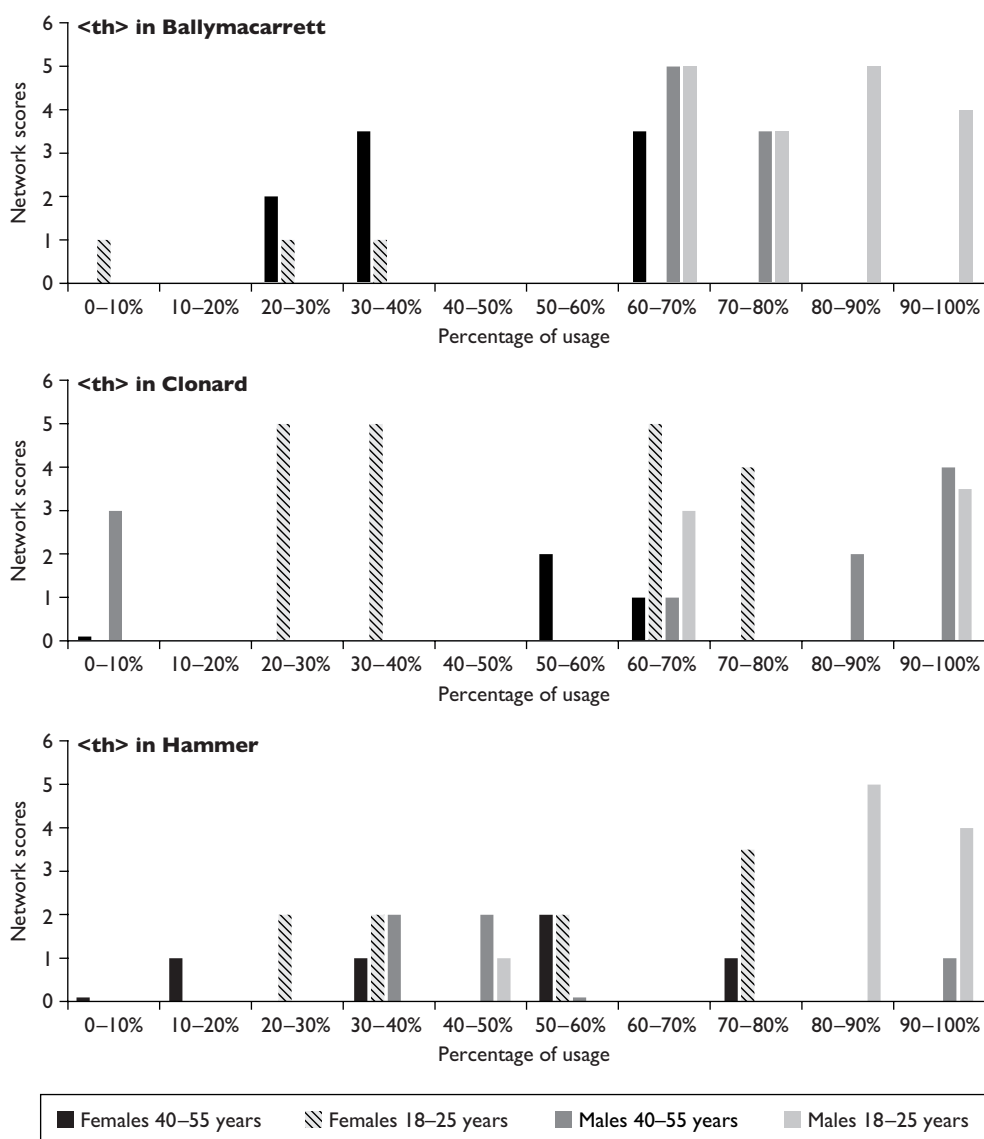 <th> in Ballymacarrett
Network scores
6
5
4
3
2
1
0
0–10% 10–20% 20–30% 30–40% 40–50% 50–60% 60–70% 70–80% 80–90% 90–100%
Percentage of usage
<th> in Clonard
Network scores
6
5
4
3
2
1
0
0–10% 10–20% 20–30% 30–40% 40–50% 50–60% 60–70% 70–80% 80–90% 90–100%
Percentage of usage
<th> in Hammer
Network scores
6
5
4
3
2
1
0
0–10% 10–20% 20–30% 30–40% 40–50% 50–60% 60–70% 70–80% 80–90% 90–100%
Percentage of usage
Females 40–55 years Females 18–25 years Males 40–55 years Males 18–25 years